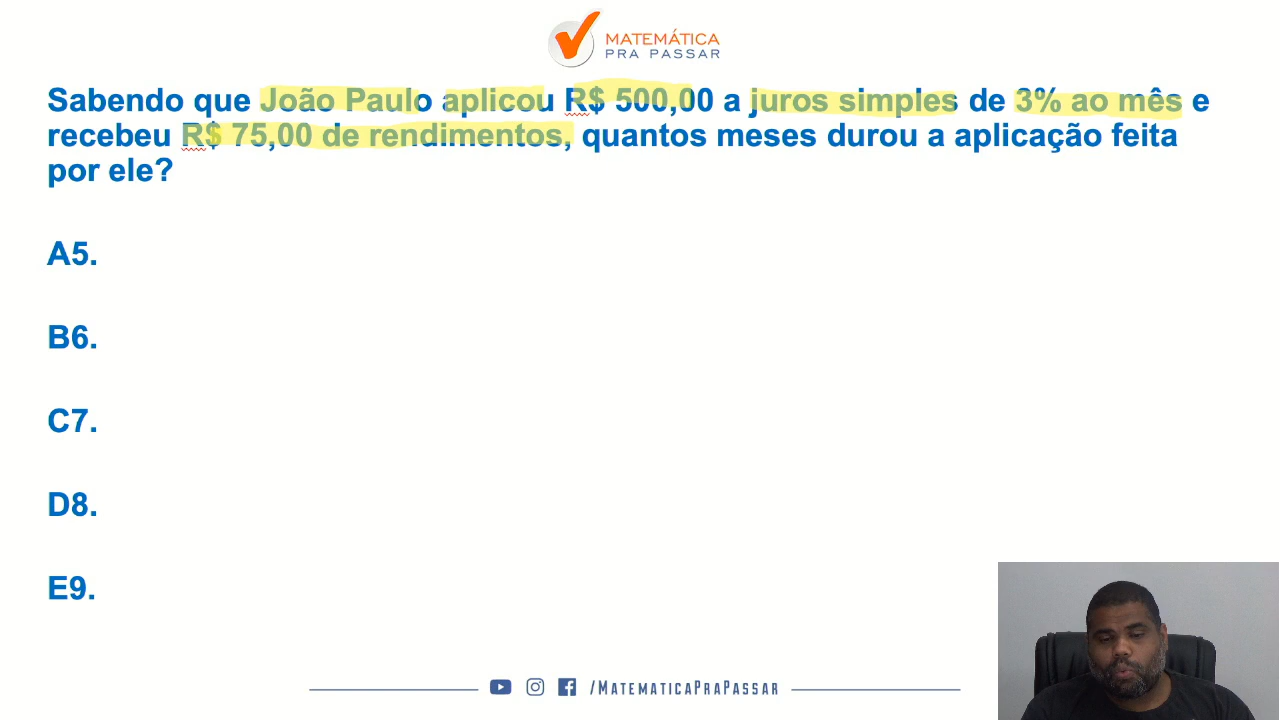 MATEMÁTICA
PRA PASSAR
Sabendo que João Paulo aplicou R$ 500,00 a juros simples de 3% ao mês e
recebeu R$ 75,00 de rendimentos, quantos meses durou a aplicação feita
por ele?
A5.
B6.
C7.
D8.
E9.
/MATEMATICAPRAPASSAR